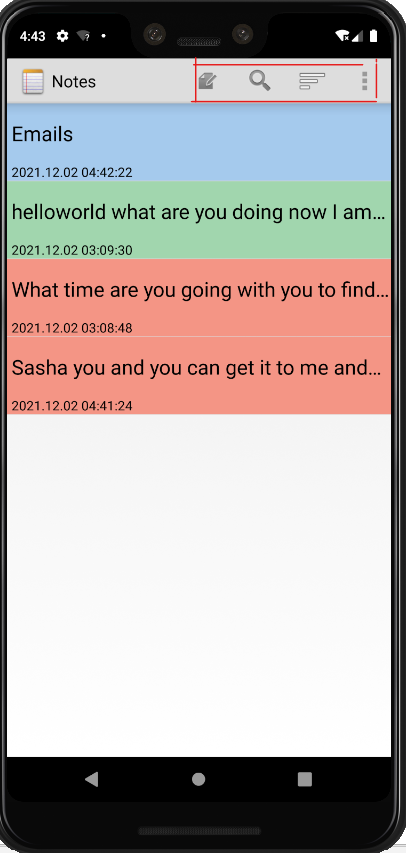 4:43
Notes
Emails
2021.12.02 04:42:22
helloworld what are you doing now I am...
2021.12.02 03:09:30
What time are you going with you to find...
2021.12.02 03:08:48
Sasha you and you can get it to me and...
2021.12.02 04:41:24